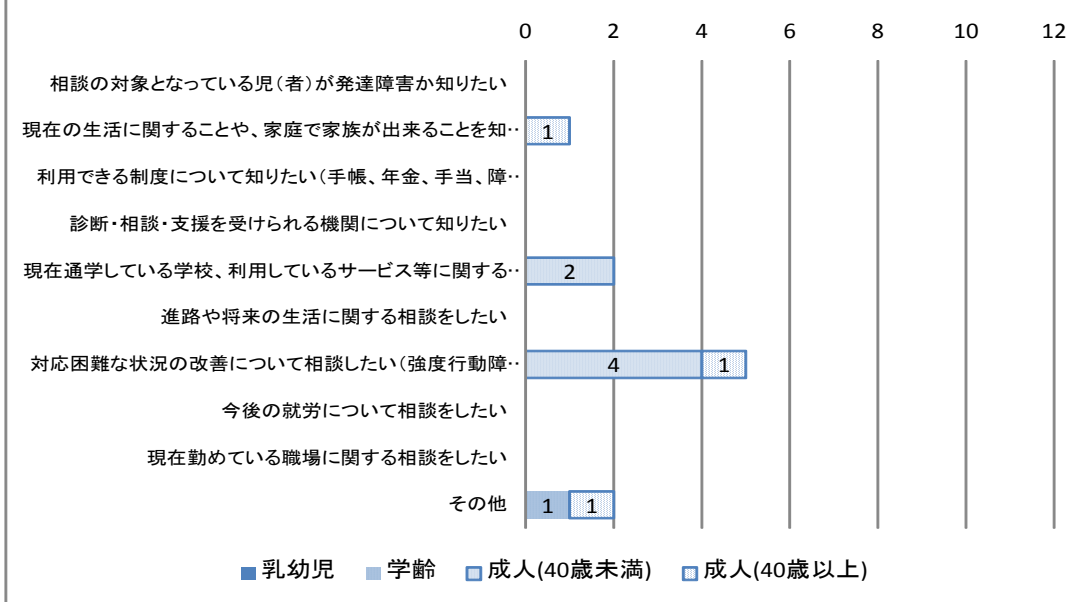 0 2 4 6 8 10 12
相談の対象となっている児(者)が発達障害か知りたい
現在の生活に関することや、家庭で家族が出来ることを知‥ 1
利用できる制度について知りたい(手帳、年金、手当、障‥
診断・相談・支援を受けられる機関について知りたい
現在通学している学校、利用しているサービス等に関する‥ 2
進路や将来の生活に関する相談をしたい
対応困難な状況の改善について相談したい(強度行動障‥ 4 1
今後の就労について相談をしたい
現在勤めている職場に関する相談をしたい
その他 1 1
乳幼児 学齢 成人(40歳未満) 成人(40歳以上)